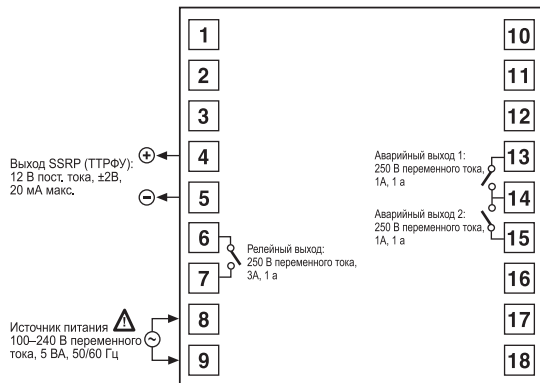 1
2
3
4
5
6
7
8
9
10
11
12
13
14
15
16
17
18
Выход SSRP (ТТРФУ):
12 В пост. тока, ±2В,
20 мА макс.
+
−
Релейный выход:
250 В переменного тока,
3А, 1 а
Источник питания
100–240 В переменного
тока, 5 ВА, 50/60 Гц
~
!
Аварийный выход 1:
250 В переменного тока,
1А, 1 а
Аварийный выход 2:
250 В переменного тока,
1А, 1 а